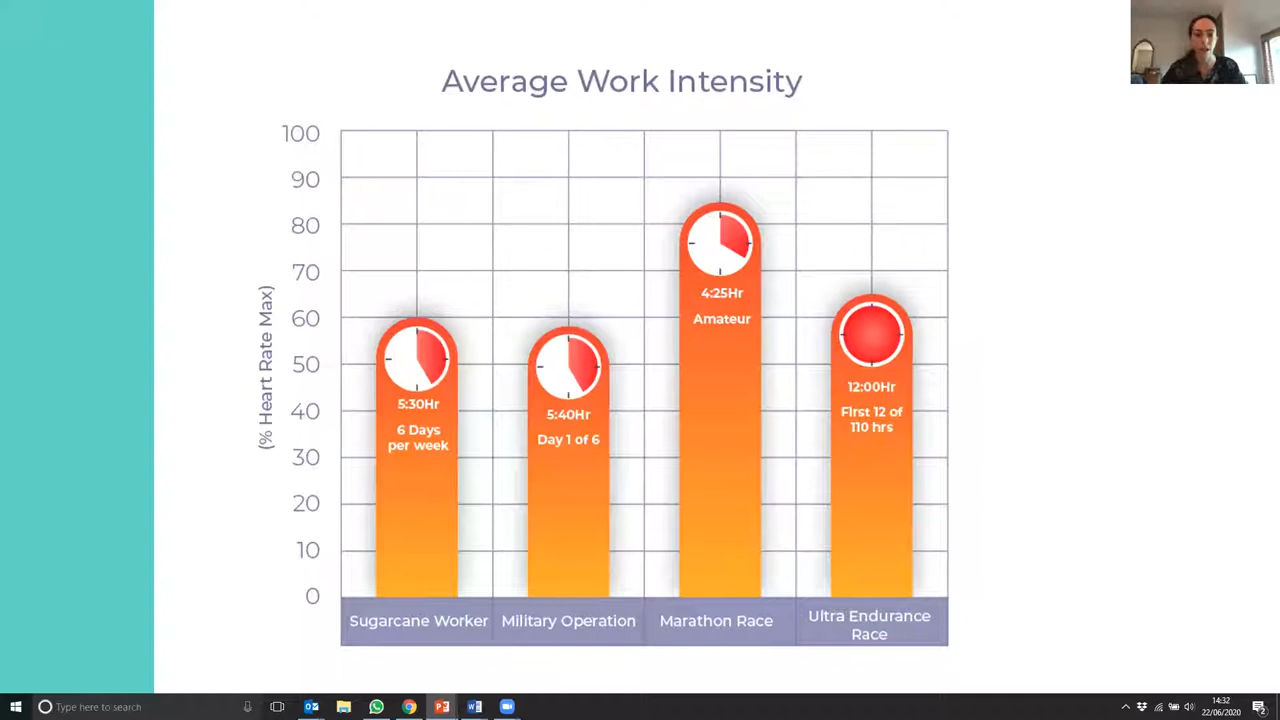 Average Work Intensity
(% Heart Rate Max)
100
90
80
70
60
50
40
30
20
10
0
5:30Hr
6 Days
per week
5:40Hr
Day 1 of 6
4:25Hr
Amateur
12:00Hr
First 12 of
110 hrs
Sugarcane Worker
Military Operation
Marathon Race
Ultra Endurance
Race
Type here to search
14:32
22/06/2020